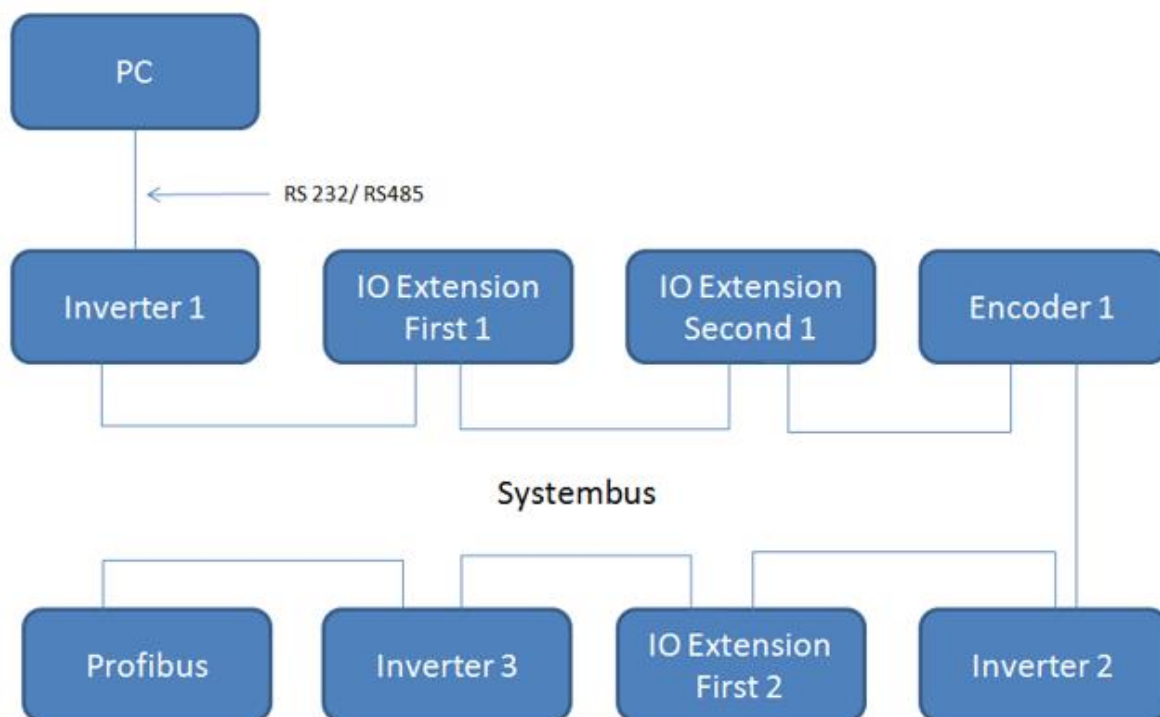 PC
RS 232/ RS485
Inverter 1
IO Extension
First 1
IO Extension
Second 1
Encoder 1
Systembus
Profibus
Inverter 3
IO Extension
First 2
Inverter 2